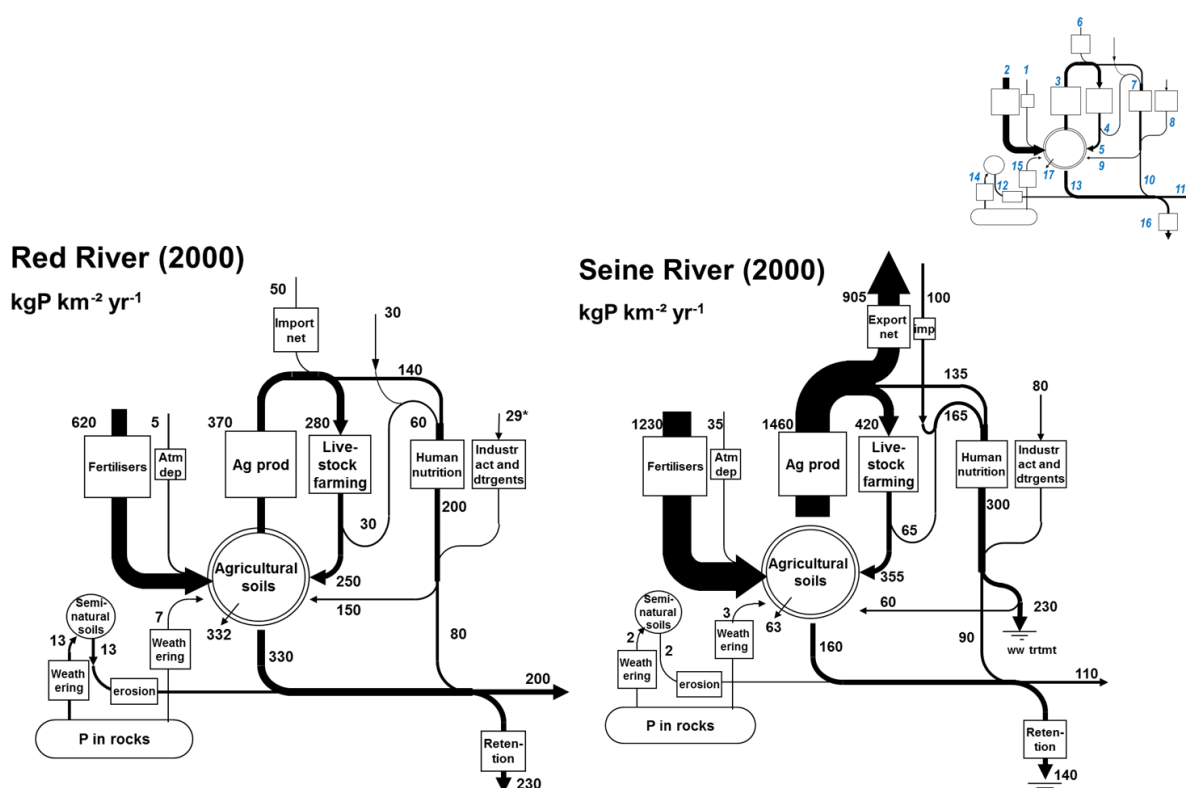 6
2
1
3
7
4
8
5
15
9
17
14
12
13
10
11
16
Red River (2000)
kgP km-² yr-1
50
Import
net
30
140
620
5
370
280
60
29*
Fertilisers
Atm
dep
Ag prod
Live-
stock
farming
Human
nutrition
Industr
act and
dtrgents
200
30
Agricultural
soils
250
150
Semi-
natural
soils
7
332
13
13
Weath
ering
80
330
Weath
ering
erosion
200
P in rocks
Reten-
tion
230
Seine River (2000)
kgP km-² yr-1
905
100
Export
net
imp
135
80
1230
35
1460
420
165
Fertilisers
Atm
dep
Ag prod
Live-
stock
farming
Human
nutrition
Industr
act and
dtrgents
300
65
Agricultural
soils
355
60
230
Semi-
natural
soils
3
63
2
2
Weath
ering
160
90
ww trtmt
Weath
ering
erosion
110
P in rocks
Reten-
tion
140